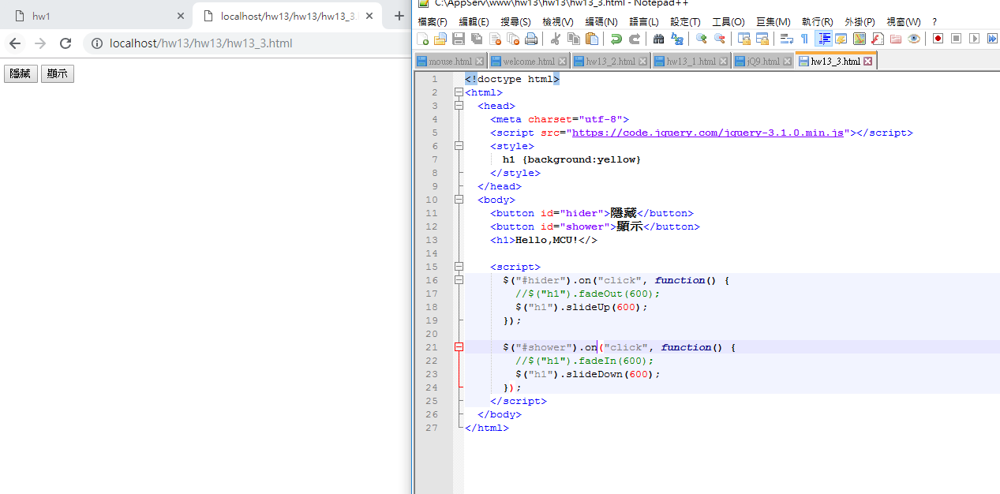 hw1
localhost/hw13/hw13/hw13_3.
localhost/hw13/hw13/hw13_3.html
隱藏 顯示
C:\AppServ\www\hw13\hw13\hw13_3.html - Notepad++
檔案(F) 編輯(E) 搜尋(S) 檢視(V) 編碼(N) 語言(L) 設定(T) 工具(O) 巨集(M) 執行(R) 外掛(P) 視窗(W) ?
mouse.html welcome.html hw13_2.html hw13_1.html jQ9.html hw13_3.html
1 <!doctype html>
2 <html>
3 <head>
4 <meta charset="utf-8">
5 <script src="https://code.jquery.com/jquery-3.1.0.min.js"></script>
6 <style>
7 h1 {background:yellow}
8 </style>
9 </head>
10 <body>
11 <button id="hider">隱藏</button>
12 <button id="shower">顯示</button>
13 <h1>Hello,MCU!</>
14
15 <script>
16 $("#hider").on("click", function() {
17 //$("h1").fadeOut(600);
18 $("h1").slideUp(600);
19 });
20
21 $("#shower").on("click", function() {
22 //$("h1").fadeIn(600);
23 $("h1").slideDown(600);
24 });
25 </script>
26 </body>
27 </html>